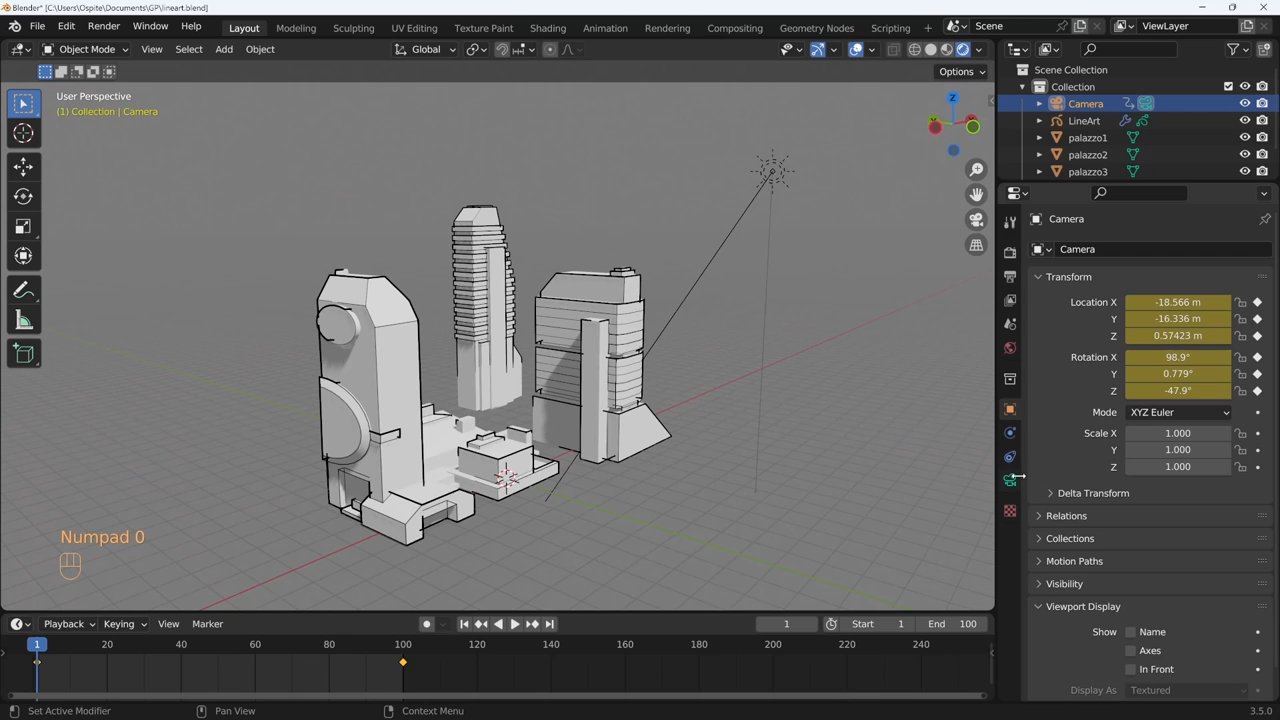 Blender* [C:\Users\Ospite\Documents\GP\lineart.blend]
File Edit Render Window Help Layout Modeling Sculpting UV Editing Texture Paint Shading Animation Rendering Compositing Geometry Nodes Scripting Scene ViewLayer
Object Mode View Select Add Object Global
Options
User Perspective
(1) Collection | Camera
Z
Numpad 0
Scene Collection
Collection
Camera
LineArt
palazzo1
palazzo2
palazzo3
Camera
Camera
Transform
Location X -18.566 m
Y -16.336 m
Z 0.57423 m
Rotation X 98.9°
Y 0.779°
Z -47.9°
Mode XYZ Euler
Scale X 1.000
Y 1.000
Z 1.000
Delta Transform
Relations
Collections
Motion Paths
Visibility
Viewport Display
Show Name
Axes
In Front
Display As Textured
Playback Keying View Marker 1 Start 1 End 100
1 20 40 60 80 100 120 140 160 180 200 220 240
Set Active Modifier Pan View Context Menu 3.5.0